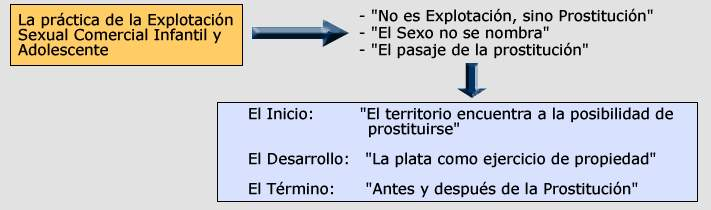 La práctica de la Explotación
Sexual Comercial Infantil y
Adolescente
- "No es Explotación, sino Prostitución"
- "El Sexo no se nombra"
- "El pasaje de la prostitución"
El Inicio: "El territorio encuentra a la posibilidad de
prostituirse"
El Desarrollo: "La plata como ejercicio de propiedad"
El Término: "Antes y después de la Prostitución"